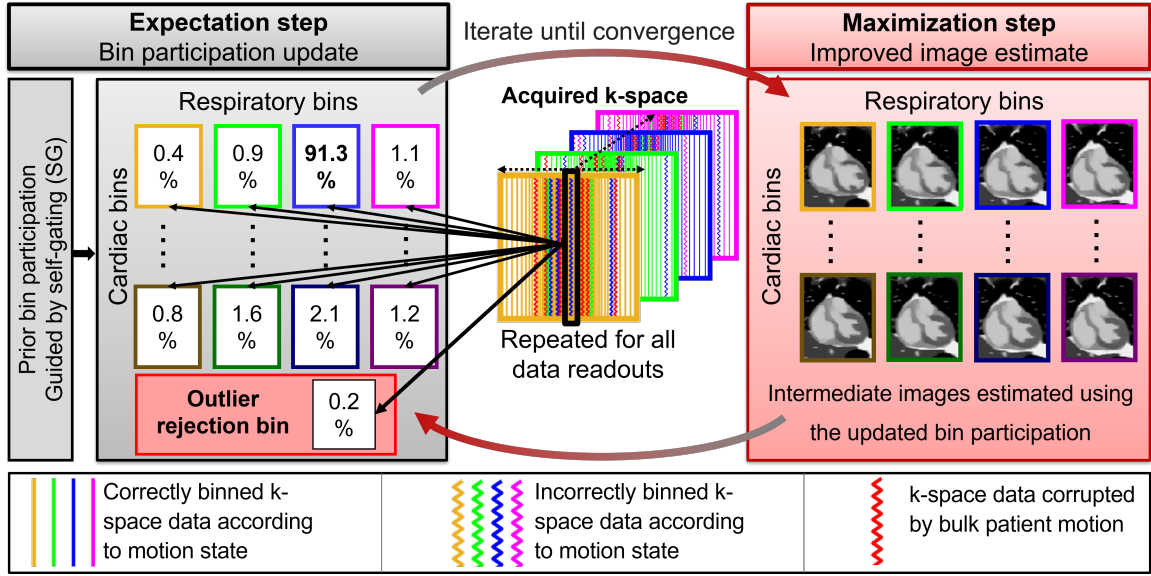 Expectation step
Bin participation update
Iterate until convergence
Maximization step
Improved image estimate
Prior bin participation
Guided by self-gating (SG)
Respiratory bins
Cardiac bins
0.4
%
0.9
%
91.3
%
1.1
%
0.8
%
1.6
%
2.1
%
1.2
%
Outlier
rejection bin
0.2
%
Acquired k-space
Repeated for all
data readouts
Respiratory bins
Cardiac bins
Intermediate images estimated using
the updated bin participation
Correctly binned k-
space data according
to motion state
Incorrectly binned k-
space data according
to motion state
k-space data corrupted
by bulk patient motion